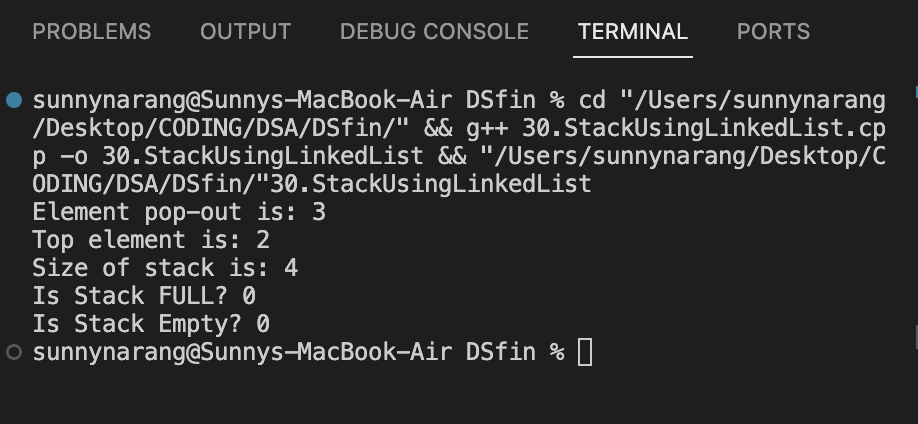 PROBLEMS OUTPUT DEBUG CONSOLE TERMINAL PORTS
sunnynarang@Sunnys-MacBook-Air DSfin % cd "/Users/sunnynarang
/Desktop/CODING/DSA/DSfin/" && g++ 30.StackUsingLinkedList.cp
p -o 30.StackUsingLinkedList && "/Users/sunnynarang/Desktop/C
ODING/DSA/DSfin/"30.StackUsingLinkedList
Element pop-out is: 3
Top element is: 2
Size of stack is: 4
Is Stack FULL? 0
Is Stack Empty? 0
sunnynarang@Sunnys-MacBook-Air DSfin %